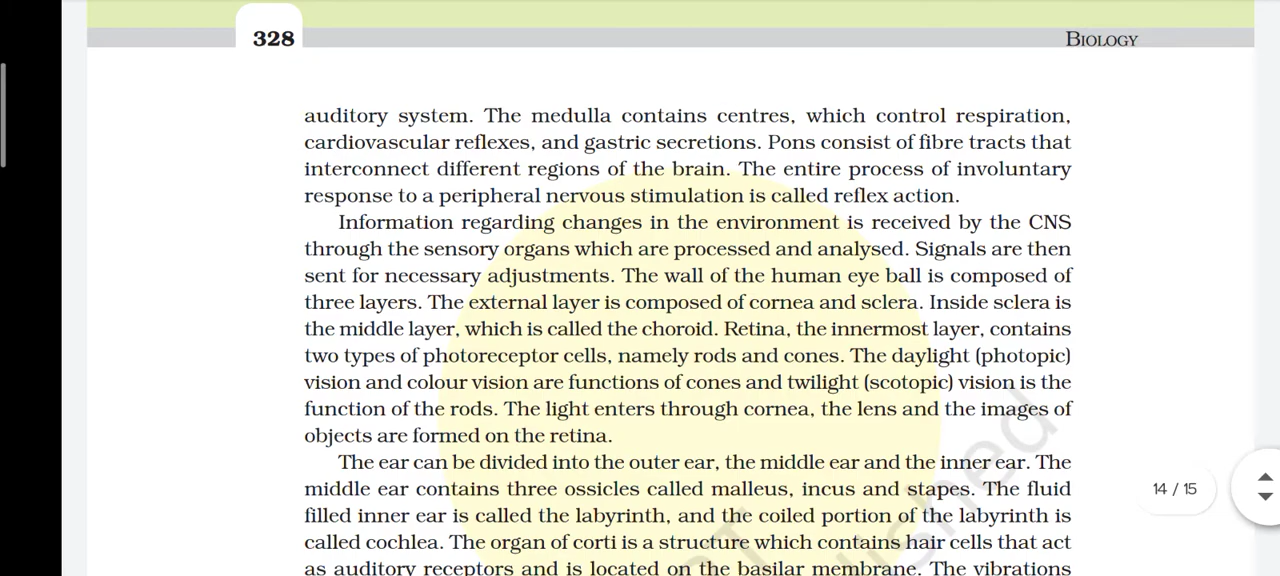 328
BIOLOGY
auditory system. The medulla contains centres, which control respiration,
cardiovascular reflexes, and gastric secretions. Pons consist of fibre tracts that
interconnect different regions of the brain. The entire process of involuntary
response to a peripheral nervous stimulation is called reflex action.
Information regarding changes in the environment is received by the CNS
through the sensory organs which are processed and analysed. Signals are then
sent for necessary adjustments. The wall of the human eye ball is composed of
three layers. The external layer is composed of cornea and sclera. Inside sclera is
the middle layer, which is called the choroid. Retina, the innermost layer, contains
two types of photoreceptor cells, namely rods and cones. The daylight (photopic)
vision and colour vision are functions of cones and twilight (scotopic) vision is the
function of the rods. The light enters through cornea, the lens and the images of
objects are formed on the retina.
The ear can be divided into the outer ear, the middle ear and the inner ear. The
middle ear contains three ossicles called malleus, incus and stapes. The fluid
filled inner ear is called the labyrinth, and the coiled portion of the labyrinth is
called cochlea. The organ of corti is a structure which contains hair cells that act
as auditory receptors and is located on the basilar membrane. The vibrations
14 / 15